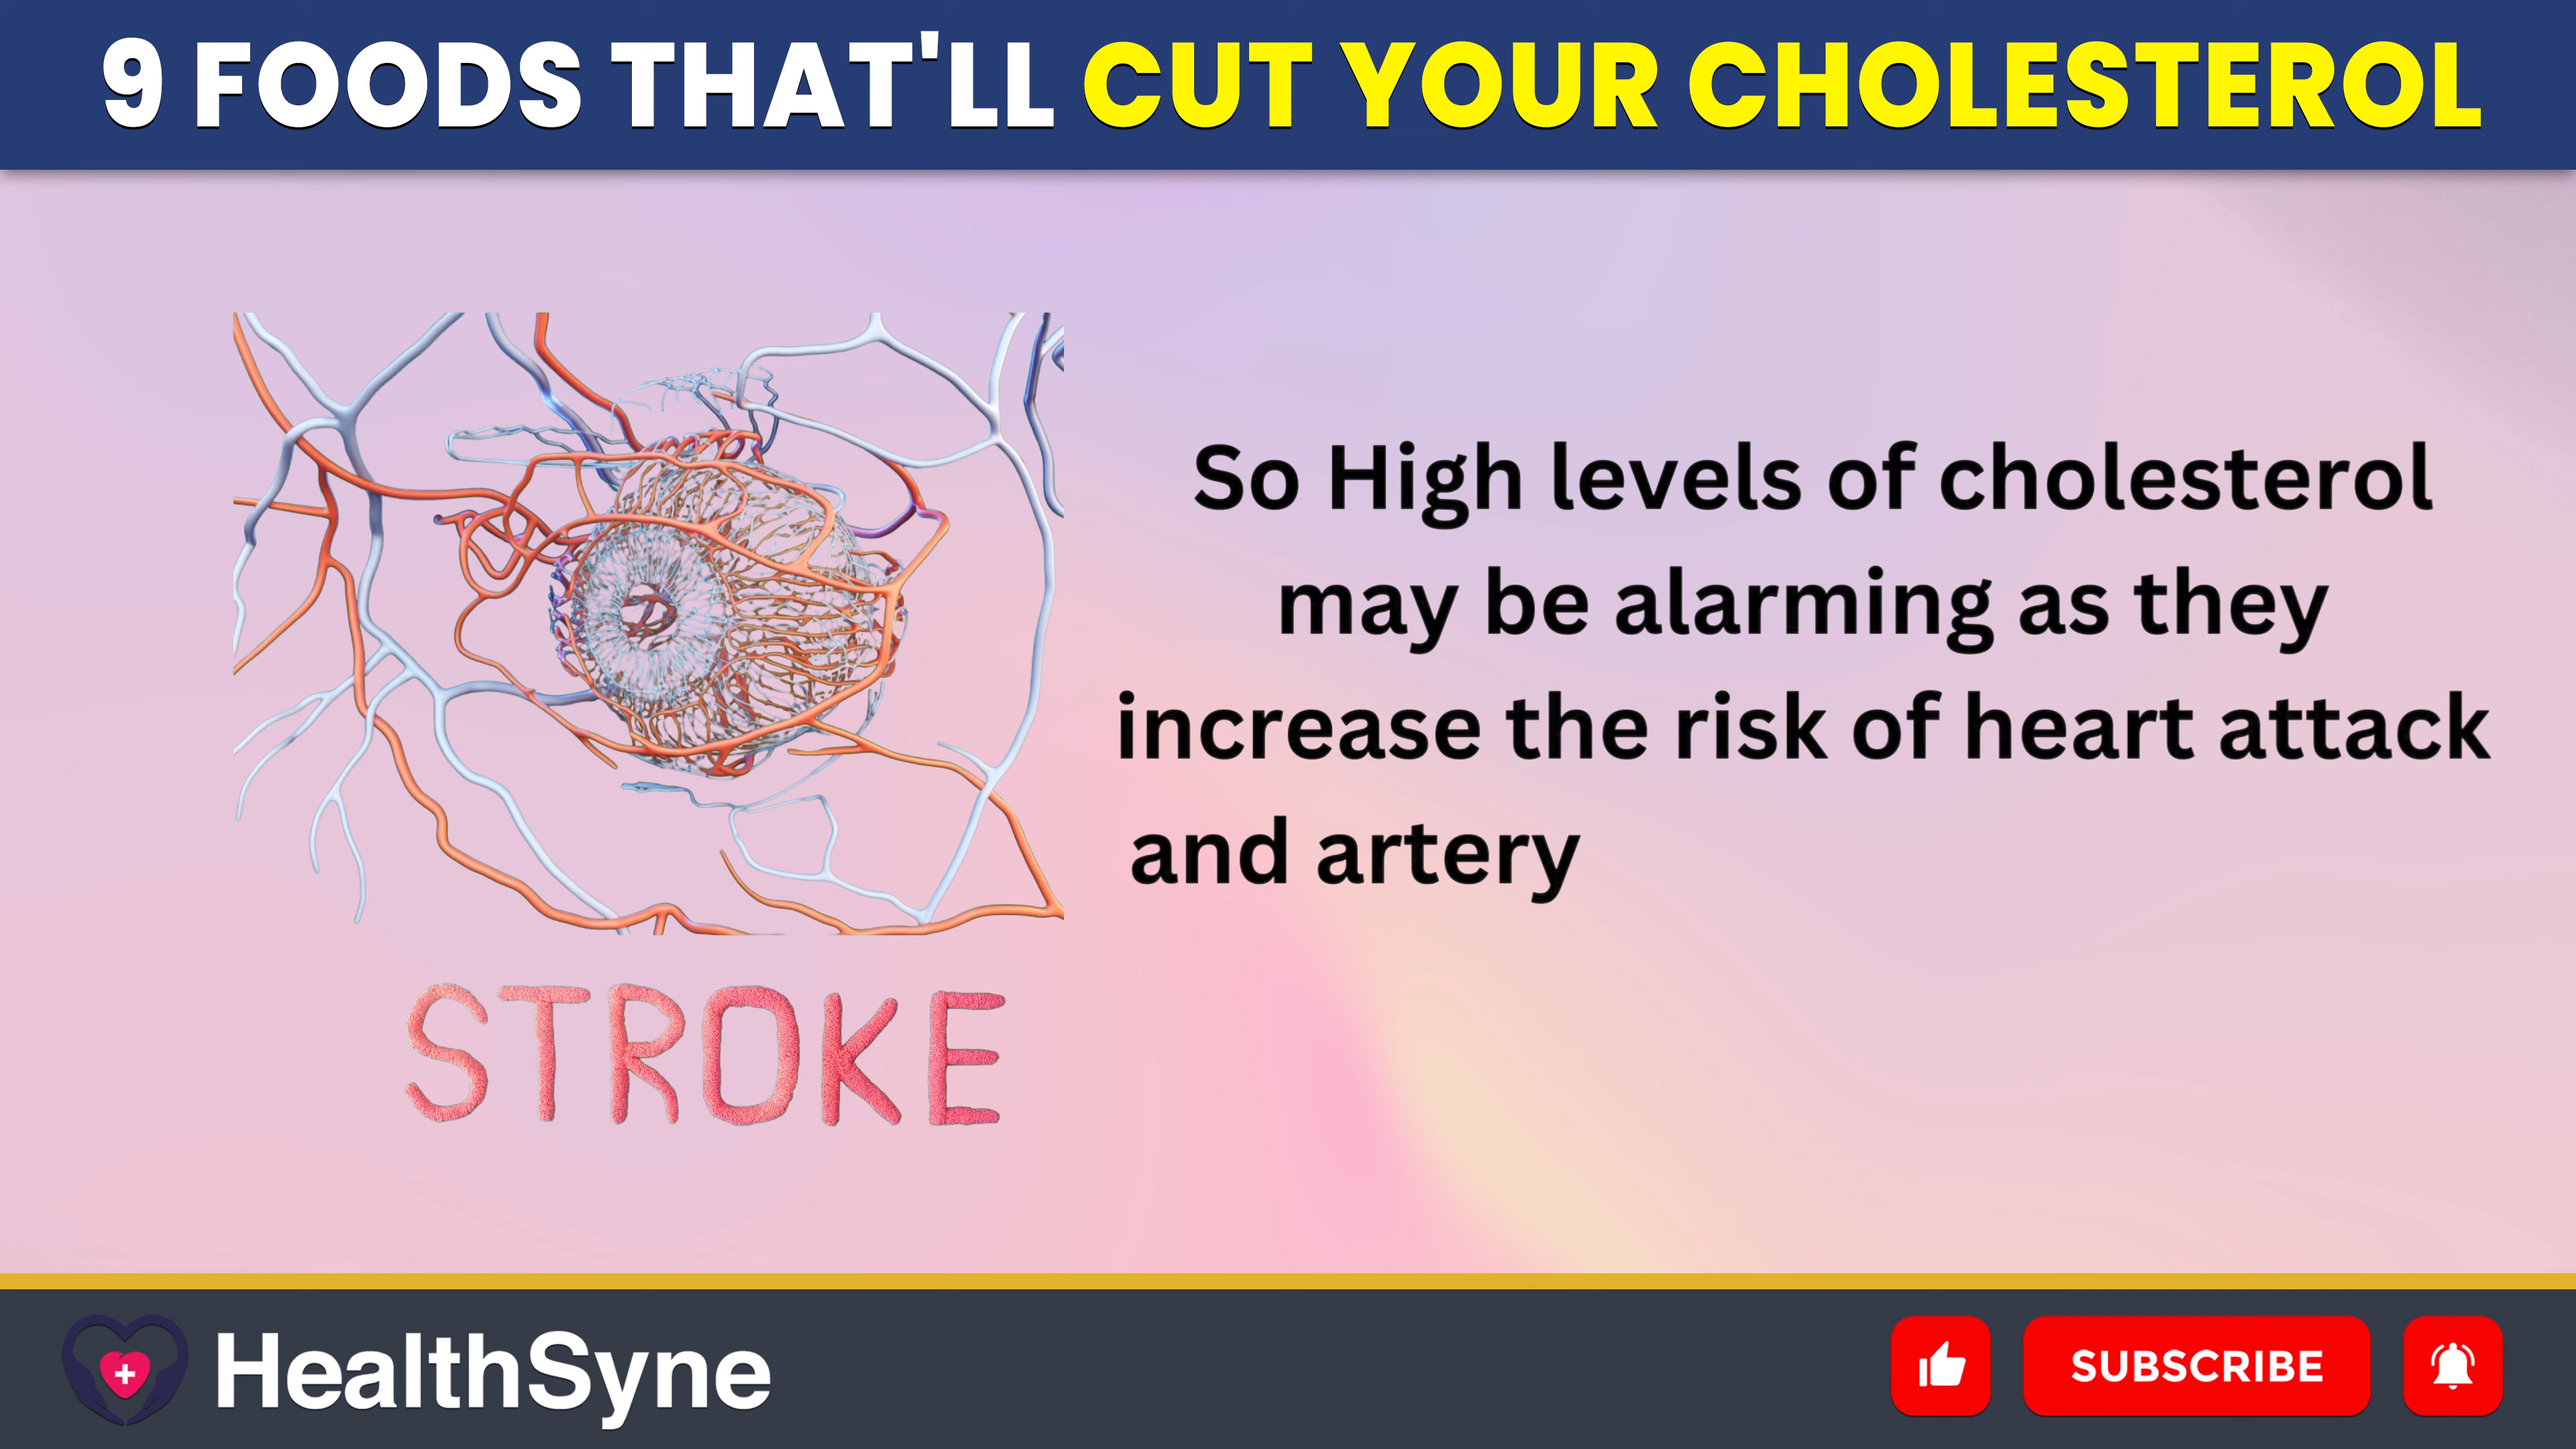 9 FOODS THAT'LL CUT YOUR CHOLESTEROL
So High levels of cholesterol
may be alarming as they
increase the risk of heart attack
and artery
STROKE
HealthSyne
SUBSCRIBE